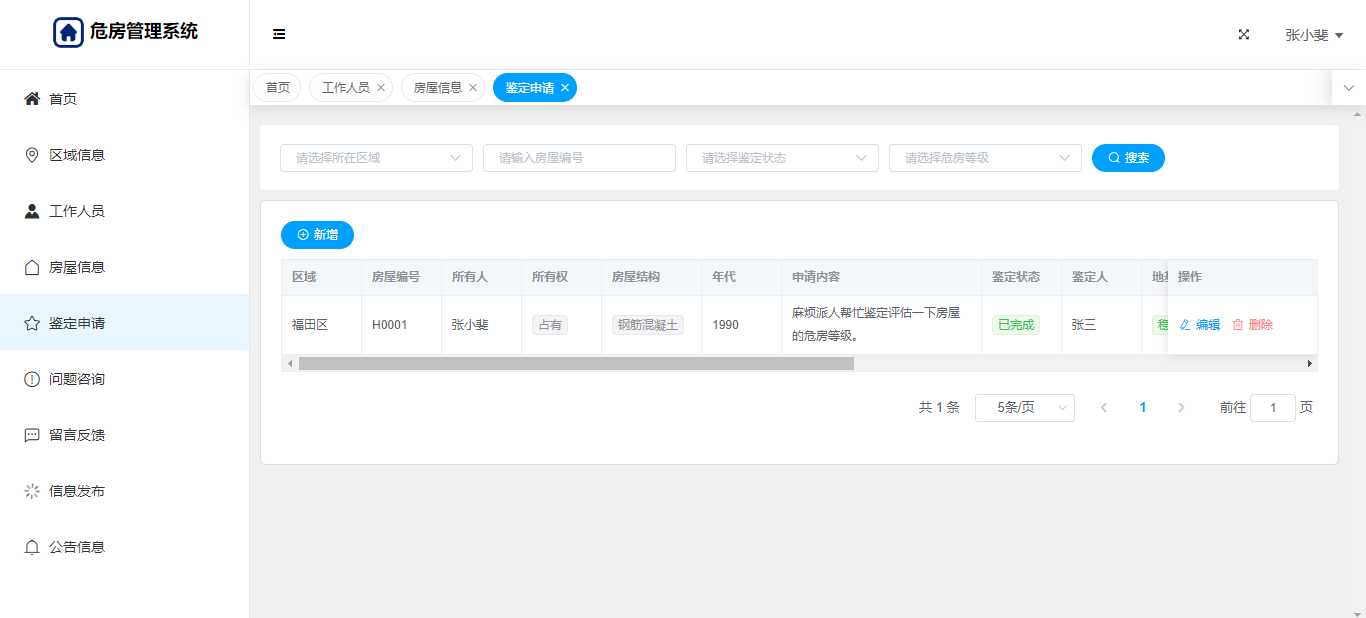 危房管理系统
张小斐
首页
区域信息
工作人员
房屋信息
鉴定申请
问题咨询
留言反馈
信息发布
公告信息
首页 工作人员 房屋信息 鉴定申请
请选择所在区域 请输入房屋编号 请选择鉴定状态 请选择危房等级 搜索
新增
区域 房屋编号 所有人 所有权 房屋结构 年代 申请内容 鉴定状态 鉴定人 操作
福田区 H0001 张小斐 占有 钢筋混凝土 1990 麻烦派人帮忙鉴定评估一下房屋
的危房等级。 已完成 张三 编辑 删除
共 1 条 5条/页 1 前往 1 页